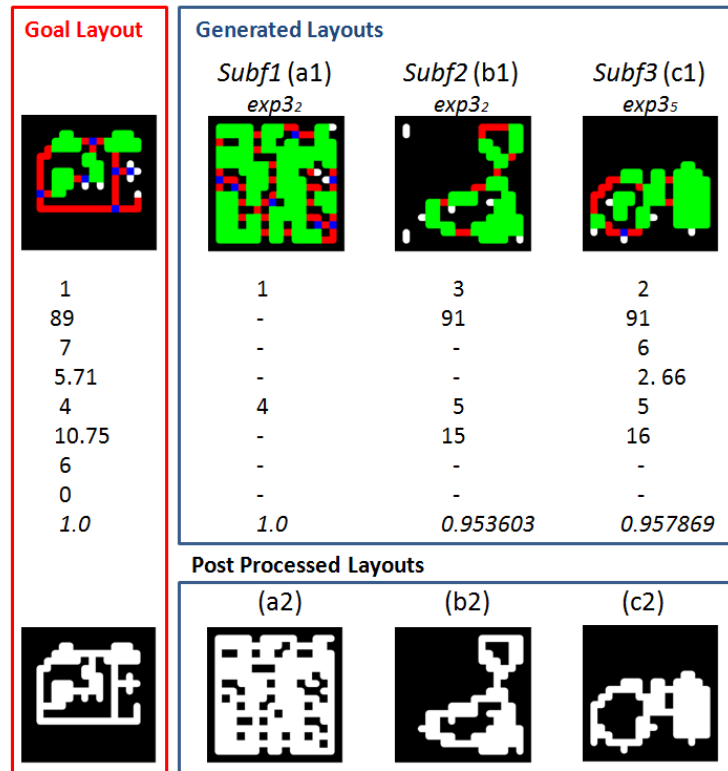 Goal Layout
Generated Layouts
Subf1 (a1) Subf2 (b1) Subf3 (c1)
exp3₂ exp3₂ exp3₅
1 1 3 2
89 - 91 91
7 - - 6
5.71 - - 2. 66
4 4 5 5
10.75 - 15 16
6 - - -
0 - - -
1.0 1.0 0.953603 0.957869
Post Processed Layouts
(a2) (b2) (c2)